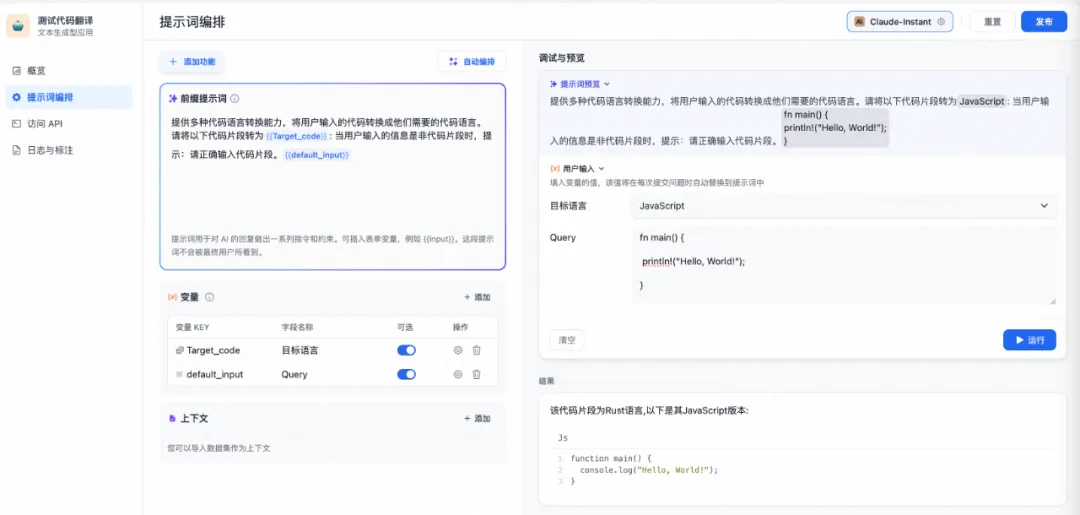 测试代码翻译
文本生成型应用
概览
提示词编排
访问 API
日志与标注
提示词编排
Claude-Instant
重置
发布
添加功能
自动编排
前缀提示词
提供多种代码语言转换能力，将用户输入的代码转换成他们需要的代码语言。
请将以下代码片段转为 {{Target_code}}：当用户输入的信息是非代码片段时，提
示：请正确输入代码片段。{{default_input}}
提示词用于对 AI 的回复做出一系列指令和约束。可插入表单变量，例如 {{input}}。这段提示
词不会被最终用户所看到。
{x} 变量
+ 添加
变量 KEY 字段名称 可选 操作
Target_code 目标语言
default_input Query
上下文
+ 添加
您可以导入数据集作为上下文
调试与预览
提示词预览
提供多种代码语言转换能力，将用户输入的代码转换成他们需要的代码语言。请将以下代码片段转为 JavaScript：当用户输
入的信息是非代码片段时，提示：请正确输入代码片段。
fn main() {
println!("Hello, World!");
}
{x} 用户输入
填入变量的值，该值将在每次提交问题时自动替换到提示词中
目标语言
JavaScript
Query
fn main() {
println!("Hello, World!");
}
清空
运行
结果
该代码片段为Rust语言,以下是其JavaScript版本:
Js
1 function main() {
2 console.log("Hello, World!");
3 }